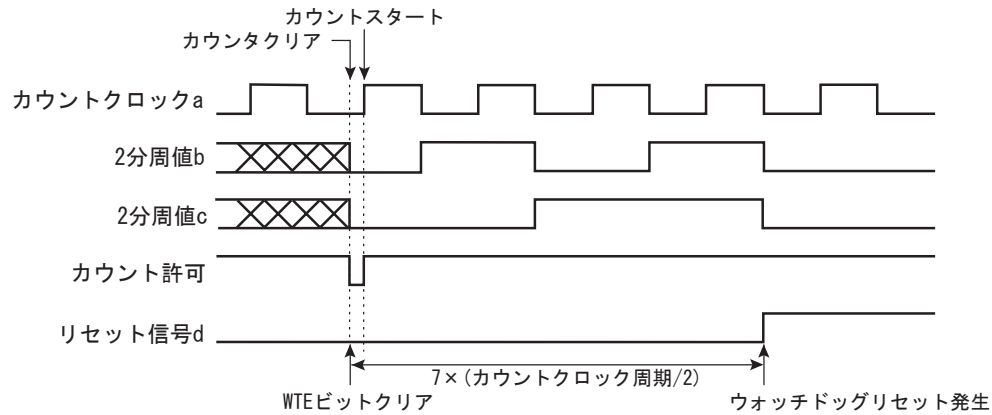 カウントスタート
カウンタクリア
カウントクロックa
2分周値b
2分周値c
カウント許可
リセット信号d
7×(カウントクロック周期/2)
WTEビットクリア
ウォッチドッグリセット発生